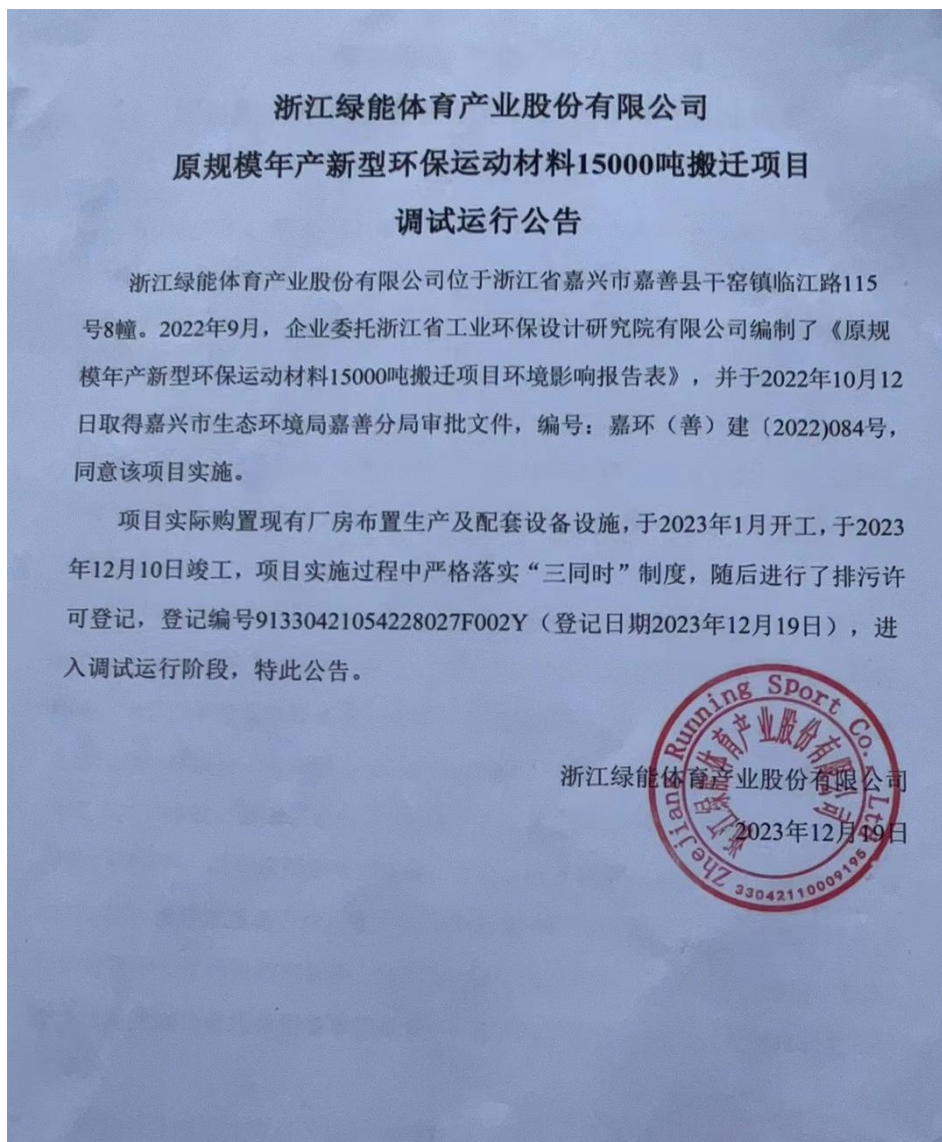 浙江绿能体育产业股份有限公司
原规模年产新型环保运动材料15000吨搬迁项目
调试运行公告
浙江绿能体育产业股份有限公司位于浙江省嘉兴市嘉善县干窑镇临江路115
号8幢。2022年9月，企业委托浙江省工业环保设计研究院有限公司编制了《原规
模年产新型环保运动材料15000吨搬迁项目环境影响报告表》，并于2022年10月12
日取得嘉兴市生态环境局嘉善分局审批文件，编号：嘉环（善）建〔2022)084号，
同意该项目实施。
项目实际购置现有厂房布置生产及配套设备设施，于2023年1月开工，于2023
年12月10日竣工，项目实施过程中严格落实“三同时”制度，随后进行了排污许
可登记，登记编号91330421054228027F002Y（登记日期2023年12月19日），进
入调试运行阶段，特此公告。
浙江绿能体育产业股份有限公司
2023年12月19日
Zhejiang Running Sport Co., Ltd
浙江绿能体育产业股份有限公司
33042110009195